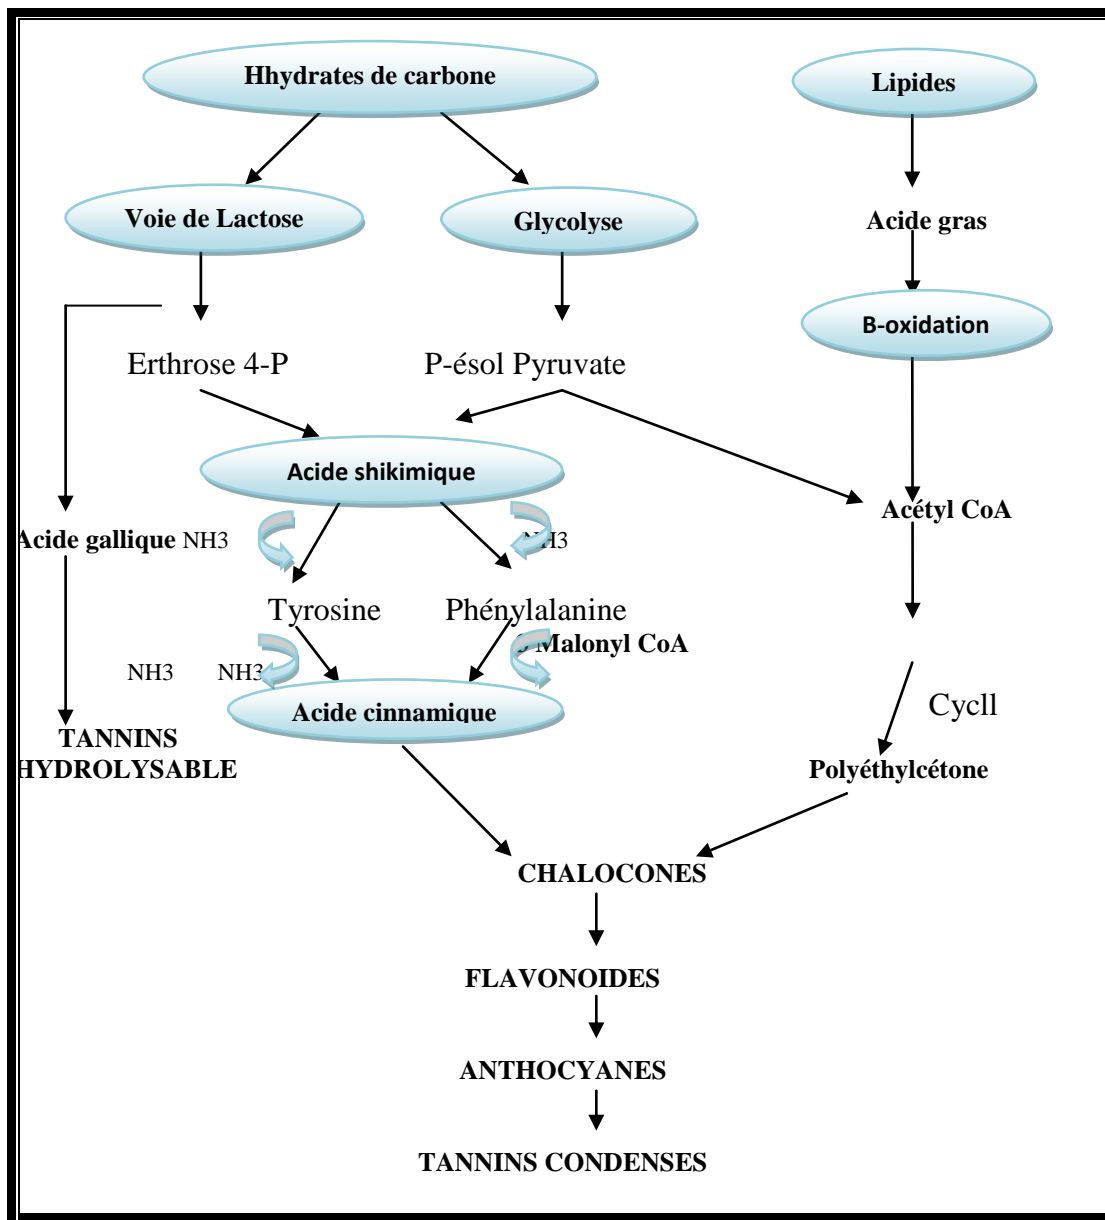 Hhydrates de carbone
Lipides
Voie de Lactose
Glycolyse
Acide gras
B-oxidation
Erthrose 4-P
P-ésol Pyruvate
Acide shikimique
Acétyl CoA
Acide gallique NH3
NH3
Tyrosine
Phénylalanine
3 Malonyl CoA
NH3
NH3
Acide cinnamique
Cycll
TANNINS
HYDROLYSABLE
Polyéthylcétone
CHALOCONES
FLAVONOIDES
ANTHOCYANES
TANNINS CONDENSES